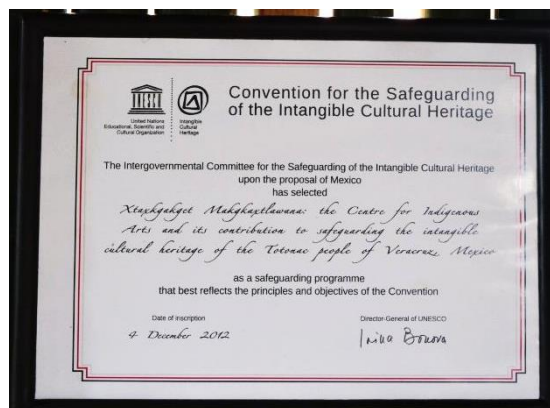 Convention for the Safeguarding
of the Intangible Cultural Heritage
United Nations
Educational, Scientific and
Cultural Organization
Intangible
Cultural
Heritage
The Intergovernmental Committee for the Safeguarding of the Intangible Cultural Heritage
upon the proposal of Mexico
has selected
Xtaxkgakget Makgkaxtlawana: the Centre for Indigenous
Arts and its contribution to safeguarding the intangible
cultural heritage of the Totonac people of Veracruz, Mexico
as a safeguarding programme
that best reflects the principles and objectives of the Convention
Date of inscription
4 December 2012
Director-General of UNESCO
Irina Bokova